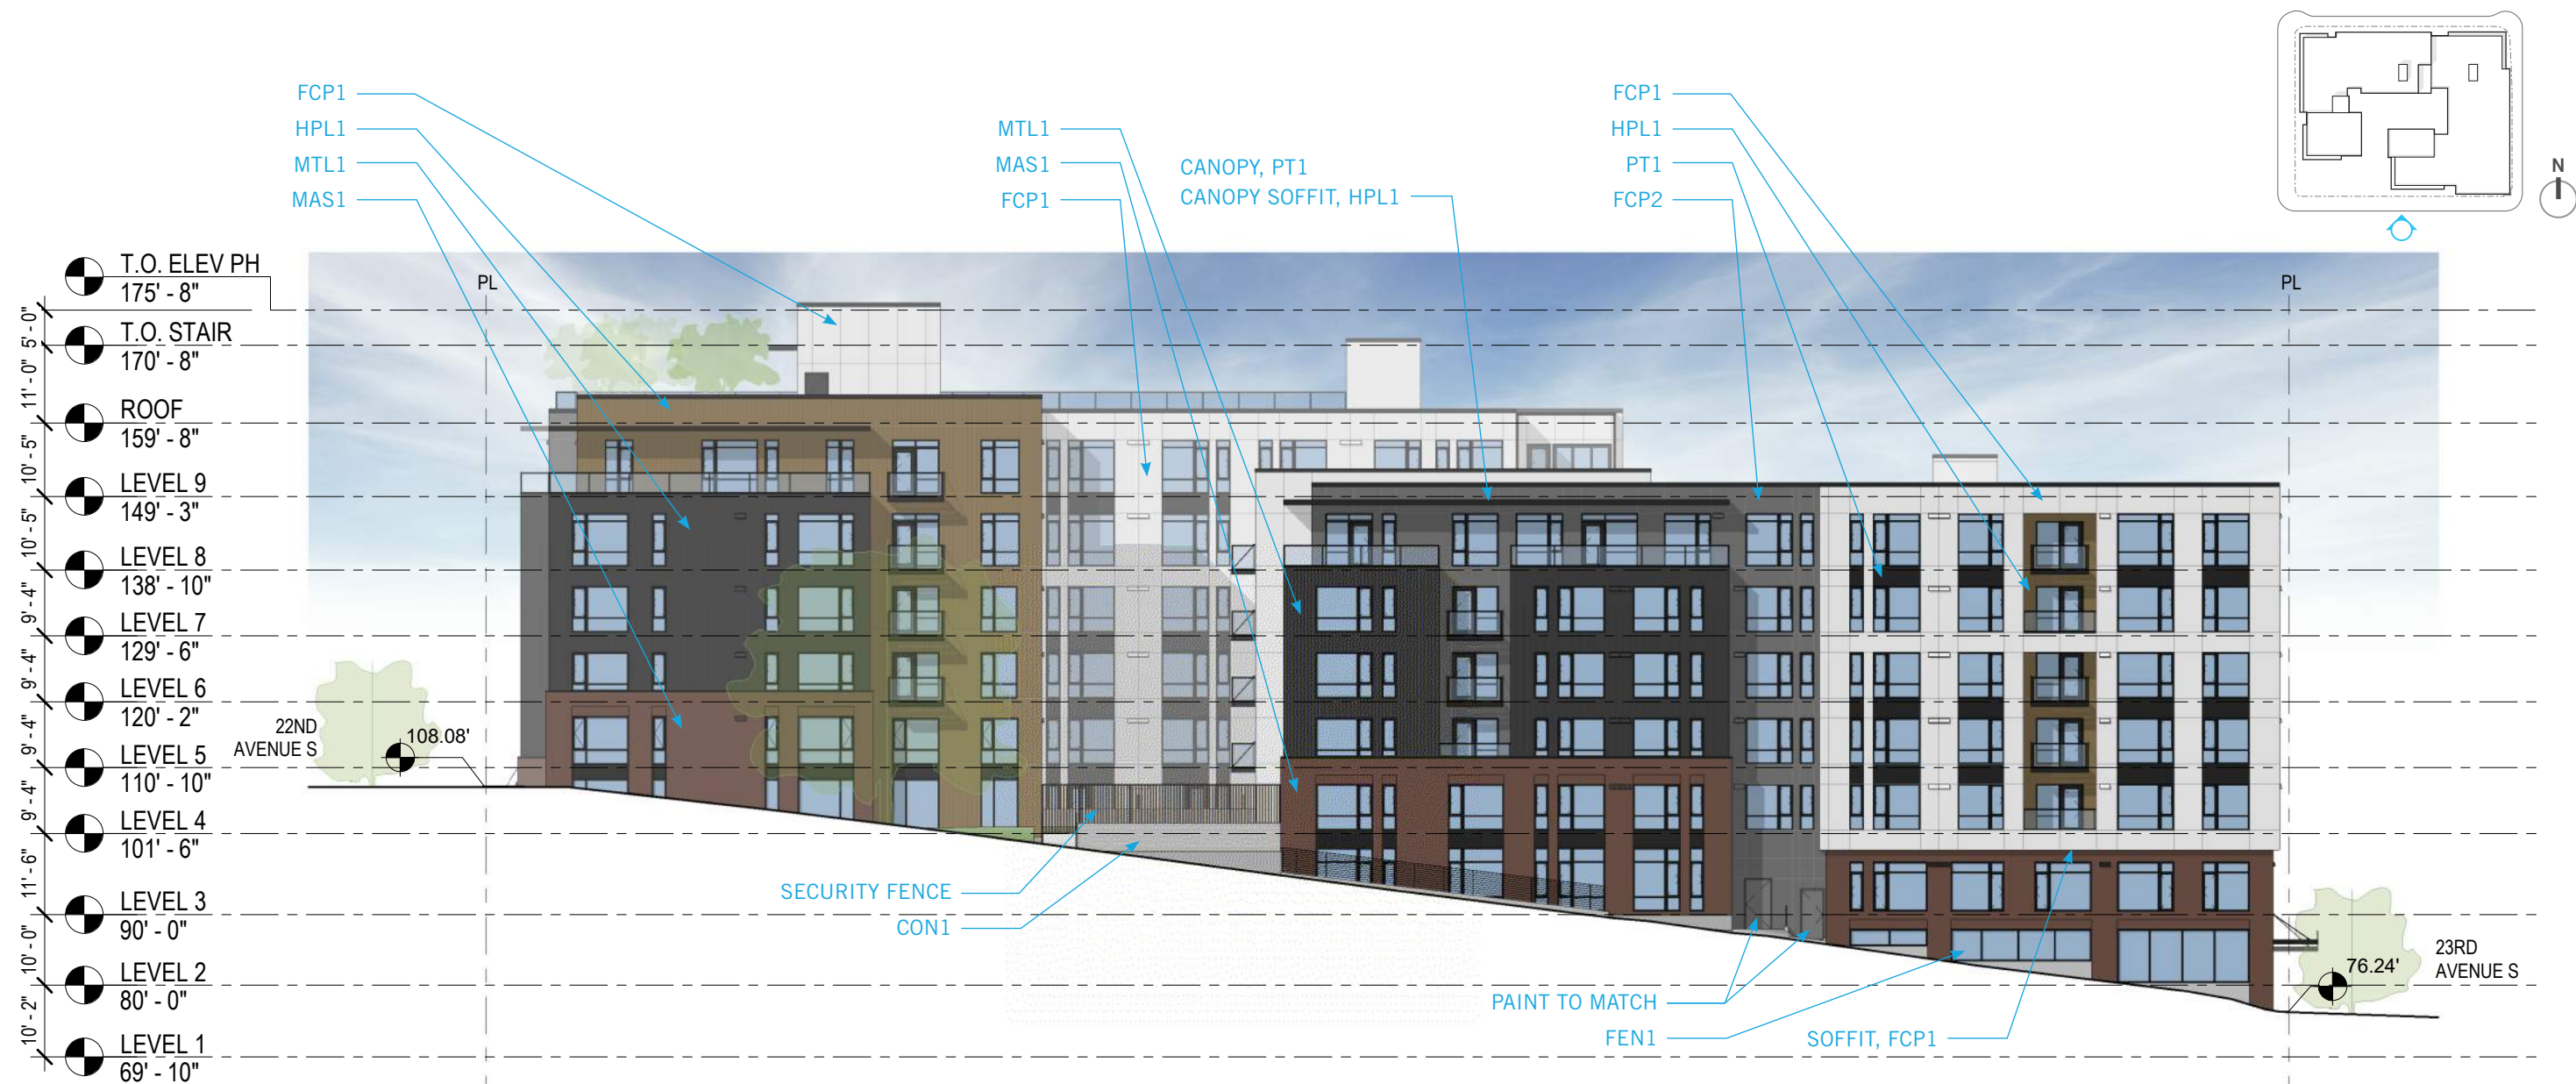 FCP1
HPL1
MTL1
MAS1
MTL1
MAS1
FCP1
CANOPY, PT1
CANOPY SOFFIT, HPL1
FCP1
HPL1
PT1
FCP2
N
PL
PL
T.O. ELEV PH
175' - 8"
5' - 0"
T.O. STAIR
170' - 8"
11' - 0"
ROOF
159' - 8"
10' - 5"
LEVEL 9
149' - 3"
10' - 5"
LEVEL 8
138' - 10"
9' - 4"
LEVEL 7
129' - 6"
9' - 4"
LEVEL 6
120' - 2"
9' - 4"
LEVEL 5
110' - 10"
9' - 4"
LEVEL 4
101' - 6"
11' - 6"
LEVEL 3
90' - 0"
10' - 0"
LEVEL 2
80' - 0"
10' - 2"
LEVEL 1
69' - 10"
22ND
AVENUE S
108.08'
SECURITY FENCE
CON1
PAINT TO MATCH
FEN1
SOFFIT, FCP1
76.24'
23RD
AVENUE S